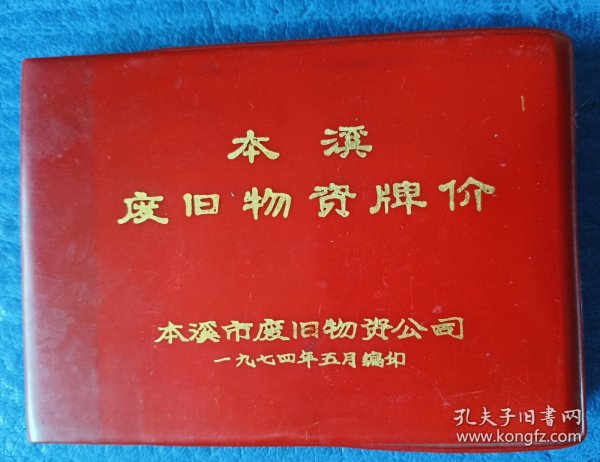 本溪
废旧物资牌价
本溪市废旧物资公司
一九七四年五月编印
孔夫子旧書网
www.kongfz.com